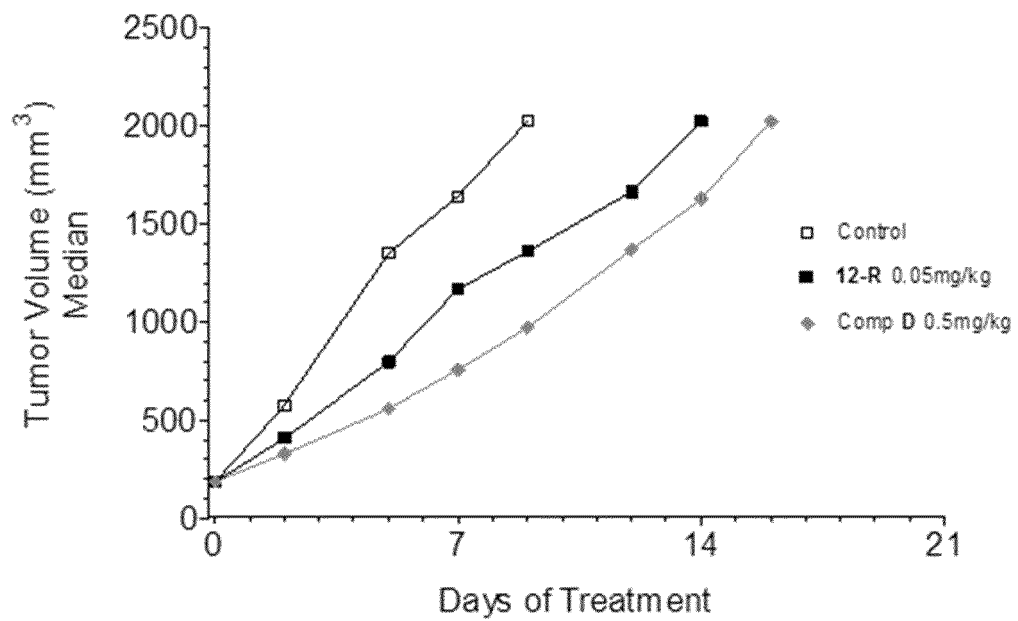 2500
2000
1500
1000
500
0
Tumor Volume (mm3)
Median
0 7 14 21
Days of Treatment
Control
12-R 0.05mg/kg
Comp D 0.5mg/kg